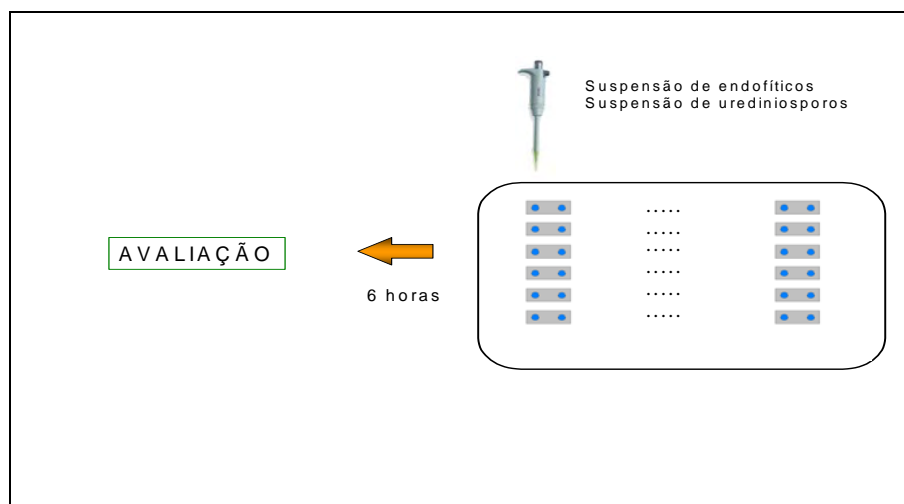 Suspensão de endofíticos
Suspensão de urediniosporos
AVALIAÇÃO
6 horas